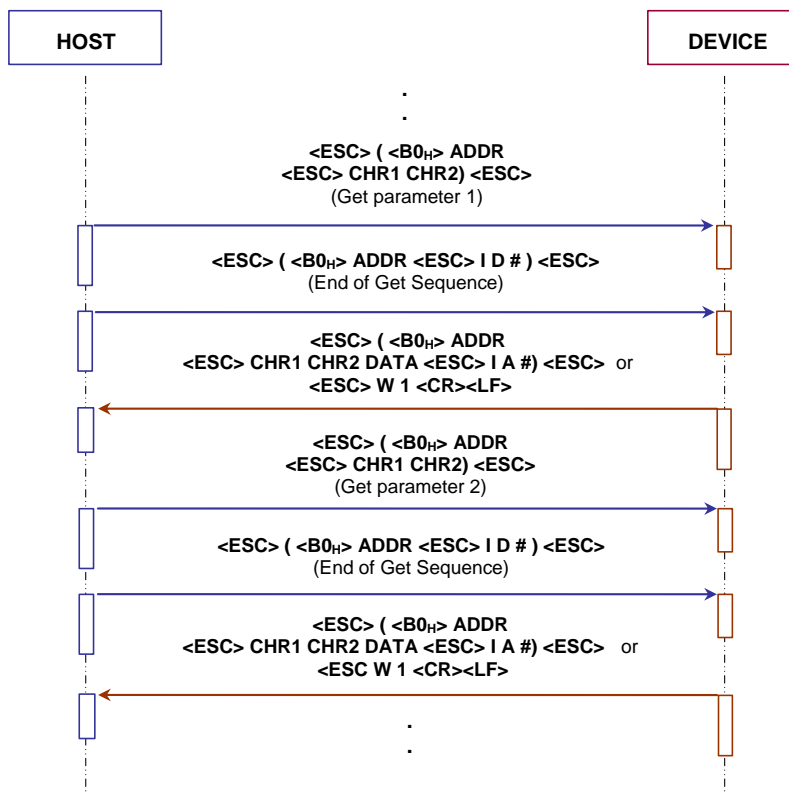 HOST
DEVICE
.
.
<ESC> ( <B0H> ADDR
<ESC> CHR1 CHR2) <ESC>
(Get parameter 1)
<ESC> ( <B0H> ADDR <ESC> I D # ) <ESC>
(End of Get Sequence)
<ESC> ( <B0H> ADDR
<ESC> CHR1 CHR2 DATA <ESC> I A #) <ESC> or
<ESC> W 1 <CR><LF>
<ESC> ( <B0H> ADDR
<ESC> CHR1 CHR2) <ESC>
(Get parameter 2)
<ESC> ( <B0H> ADDR <ESC> I D # ) <ESC>
(End of Get Sequence)
<ESC> ( <B0H> ADDR
<ESC> CHR1 CHR2 DATA <ESC> I A #) <ESC> or
<ESC W 1 <CR><LF>
.
.